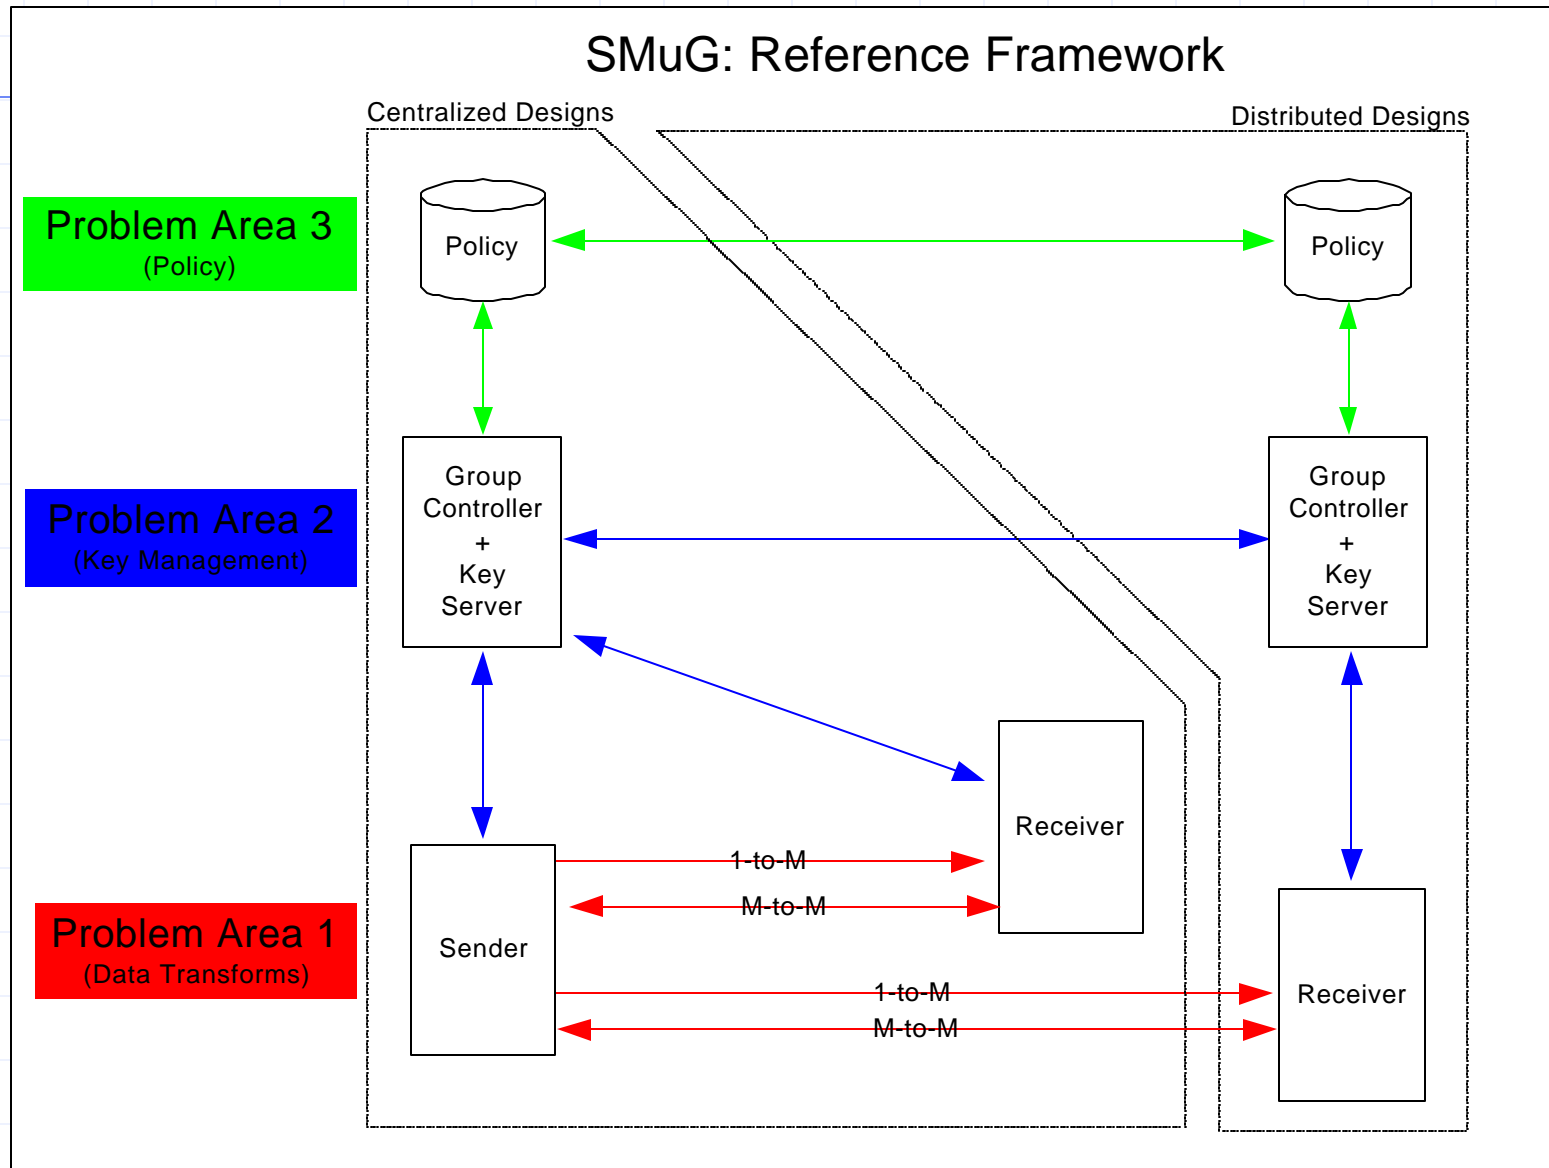 SMuG: Reference Framework
Centralized Designs
Distributed Designs
Problem Area 3
(Policy)
Policy
Policy
Problem Area 2
(Key Management)
Group
Controller
+
Key
Server
Group
Controller
+
Key
Server
Receiver
1-to-M
M-to-M
Problem Area 1
(Data Transforms)
Sender
1-to-M
M-to-M
Receiver